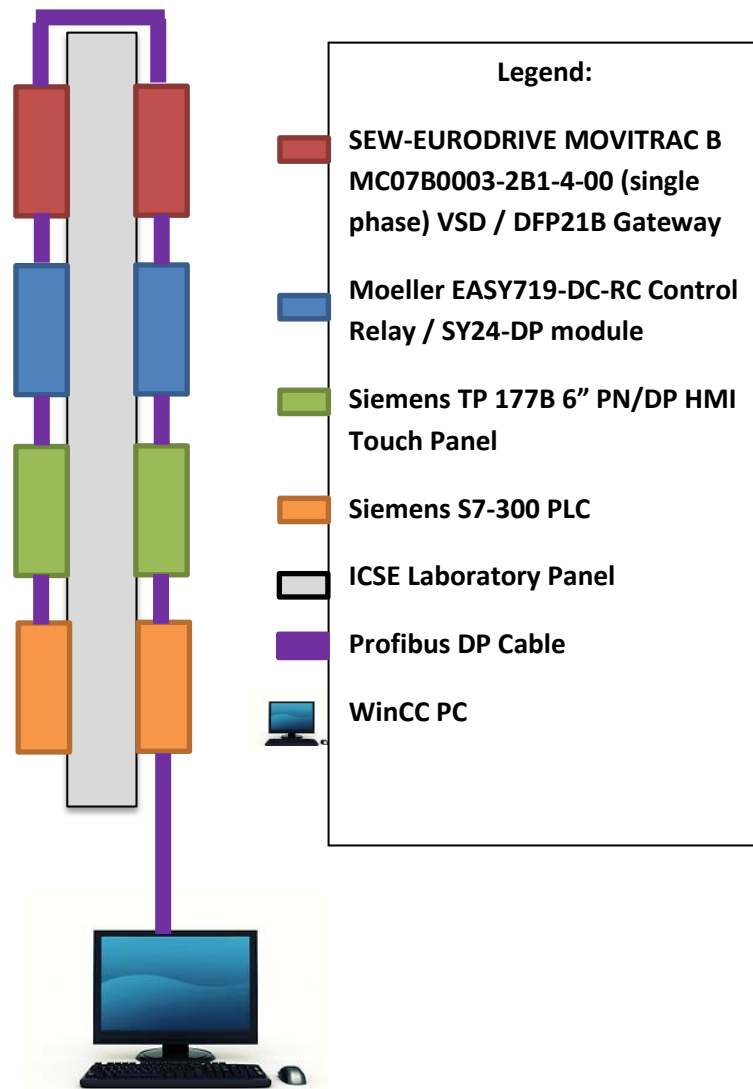 Legend:
SEW-EURODRIVE MOVITRAC B
MC07B0003-2B1-4-00 (single
phase) VSD / DFP21B Gateway
Moeller EASY719-DC-RC Control
Relay / SY24-DP module
Siemens TP 177B 6” PN/DP HMI
Touch Panel
Siemens S7-300 PLC
ICSE Laboratory Panel
Profibus DP Cable
WinCC PC